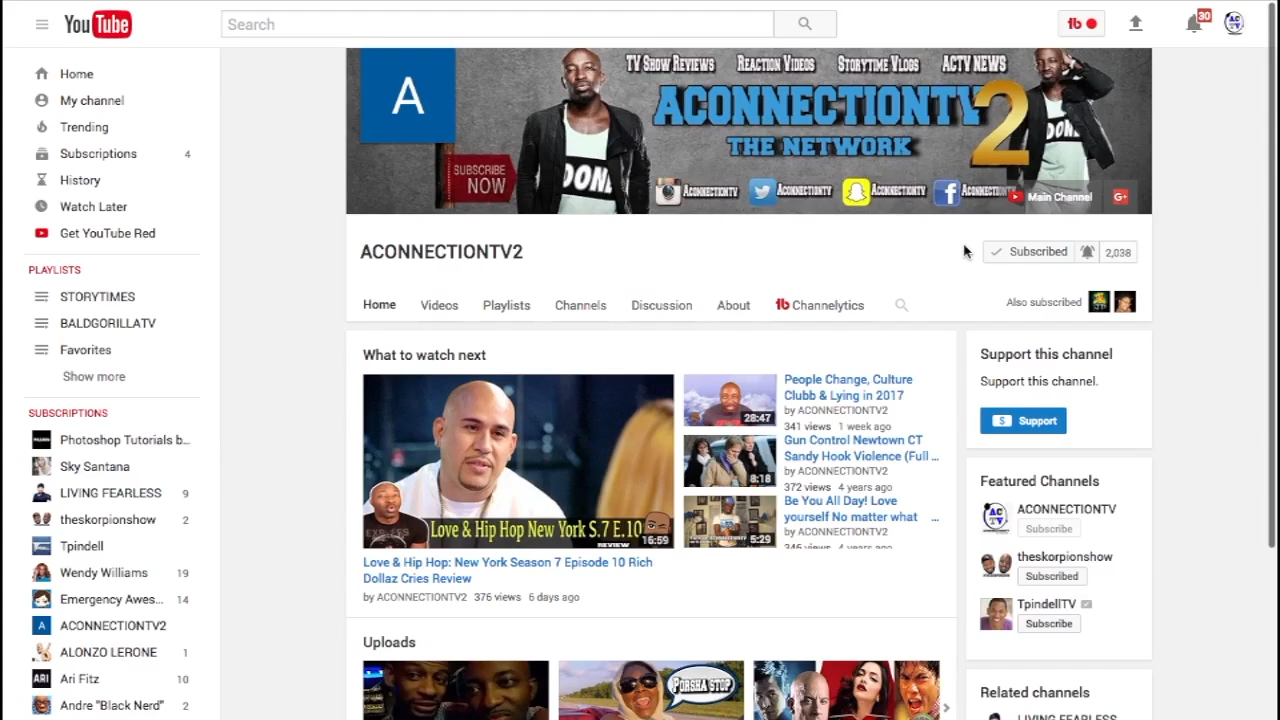 YouTube
Search
30
Home
My channel
Trending
Subscriptions 4
History
Watch Later
Get YouTube Red
PLAYLISTS
STORYTIMES
BALDGORILLATV
Favorites
Show more
SUBSCRIPTIONS
Photoshop Tutorials b...
Sky Santana
LIVING FEARLESS 9
theskorpionshow 2
Tpindell
Wendy Williams 19
Emergency Awes... 14
ACONNECTIONTV2
ALONZO LERONE 1
Ari Fitz 10
Andre "Black Nerd" 2
A
TV Show Reviews Reaction Videos Storytime Vlogs ACTV News
ACONNECTIONTV2
THE NETWORK
SUBSCRIBE
NOW
DONE
DONE
Aconnectiontv Aconnectiontv Aconnectiontv Aconnectiontv
Main Channel
ACONNECTIONTV2
Subscribed 2,038
Home Videos Playlists Channels Discussion About tb Channelytics
Also subscribed
What to watch next
Love & Hip Hop New York S.7 E.10
REVIEW
16:59
Love & Hip Hop: New York Season 7 Episode 10 Rich
Dollaz Cries Review
by ACONNECTIONTV2 376 views 6 days ago
28:47
People Change, Culture
Clubb & Lying in 2017
by ACONNECTIONTV2
341 views 1 week ago
8:18
Gun Control Newtown CT
Sandy Hook Violence (Full ...
by ACONNECTIONTV2
372 views 4 years ago
5:29
Be You All Day! Love
yourself No matter what ...
by ACONNECTIONTV2
346 views 4 years ago
Uploads
PORSHA STOP
Support this channel
Support this channel.
$ Support
Featured Channels
ACONNECTIONTV
Subscribe
theskorpionshow
Subscribed
TpindellTV
Subscribe
Related channels
LIVING FEARLESS